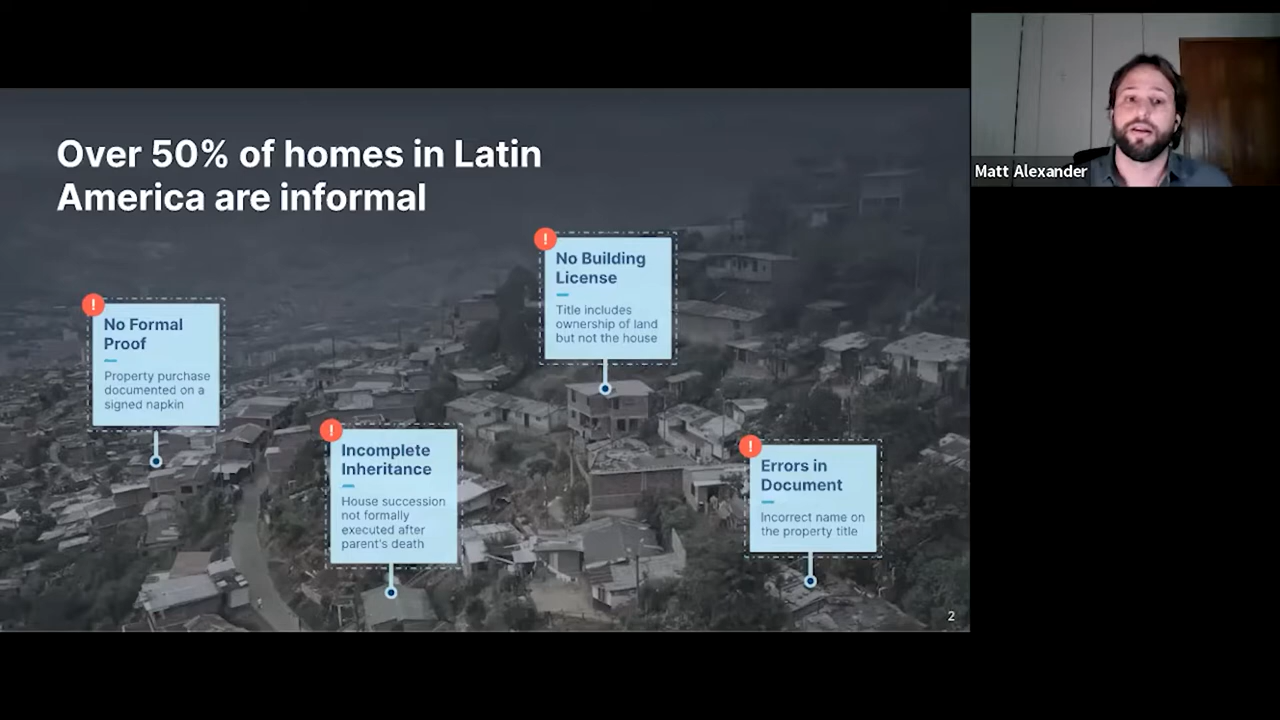 Over 50% of homes in Latin
America are informal
!
No Formal
Proof
Property purchase
documented on a
signed napkin
!
Incomplete
Inheritance
House succession
not formally
executed after
parent's death
!
No Building
License
Title includes
ownership of land
but not the house
!
Errors in
Document
Incorrect name on
the property title
2
Matt Alexander